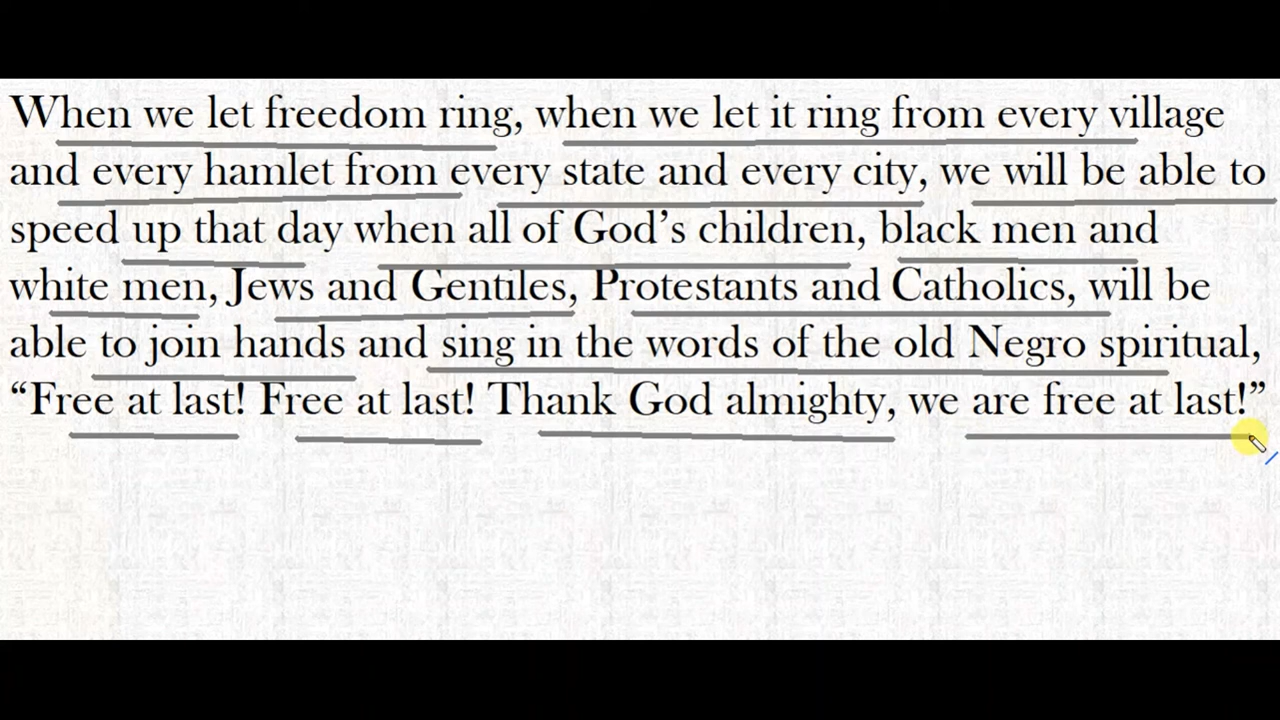 When we let freedom ring, when we let it ring from every village
and every hamlet from every state and every city, we will be able to
speed up that day when all of God’s children, black men and
white men, Jews and Gentiles, Protestants and Catholics, will be
able to join hands and sing in the words of the old Negro spiritual,
“Free at last! Free at last! Thank God almighty, we are free at last!”